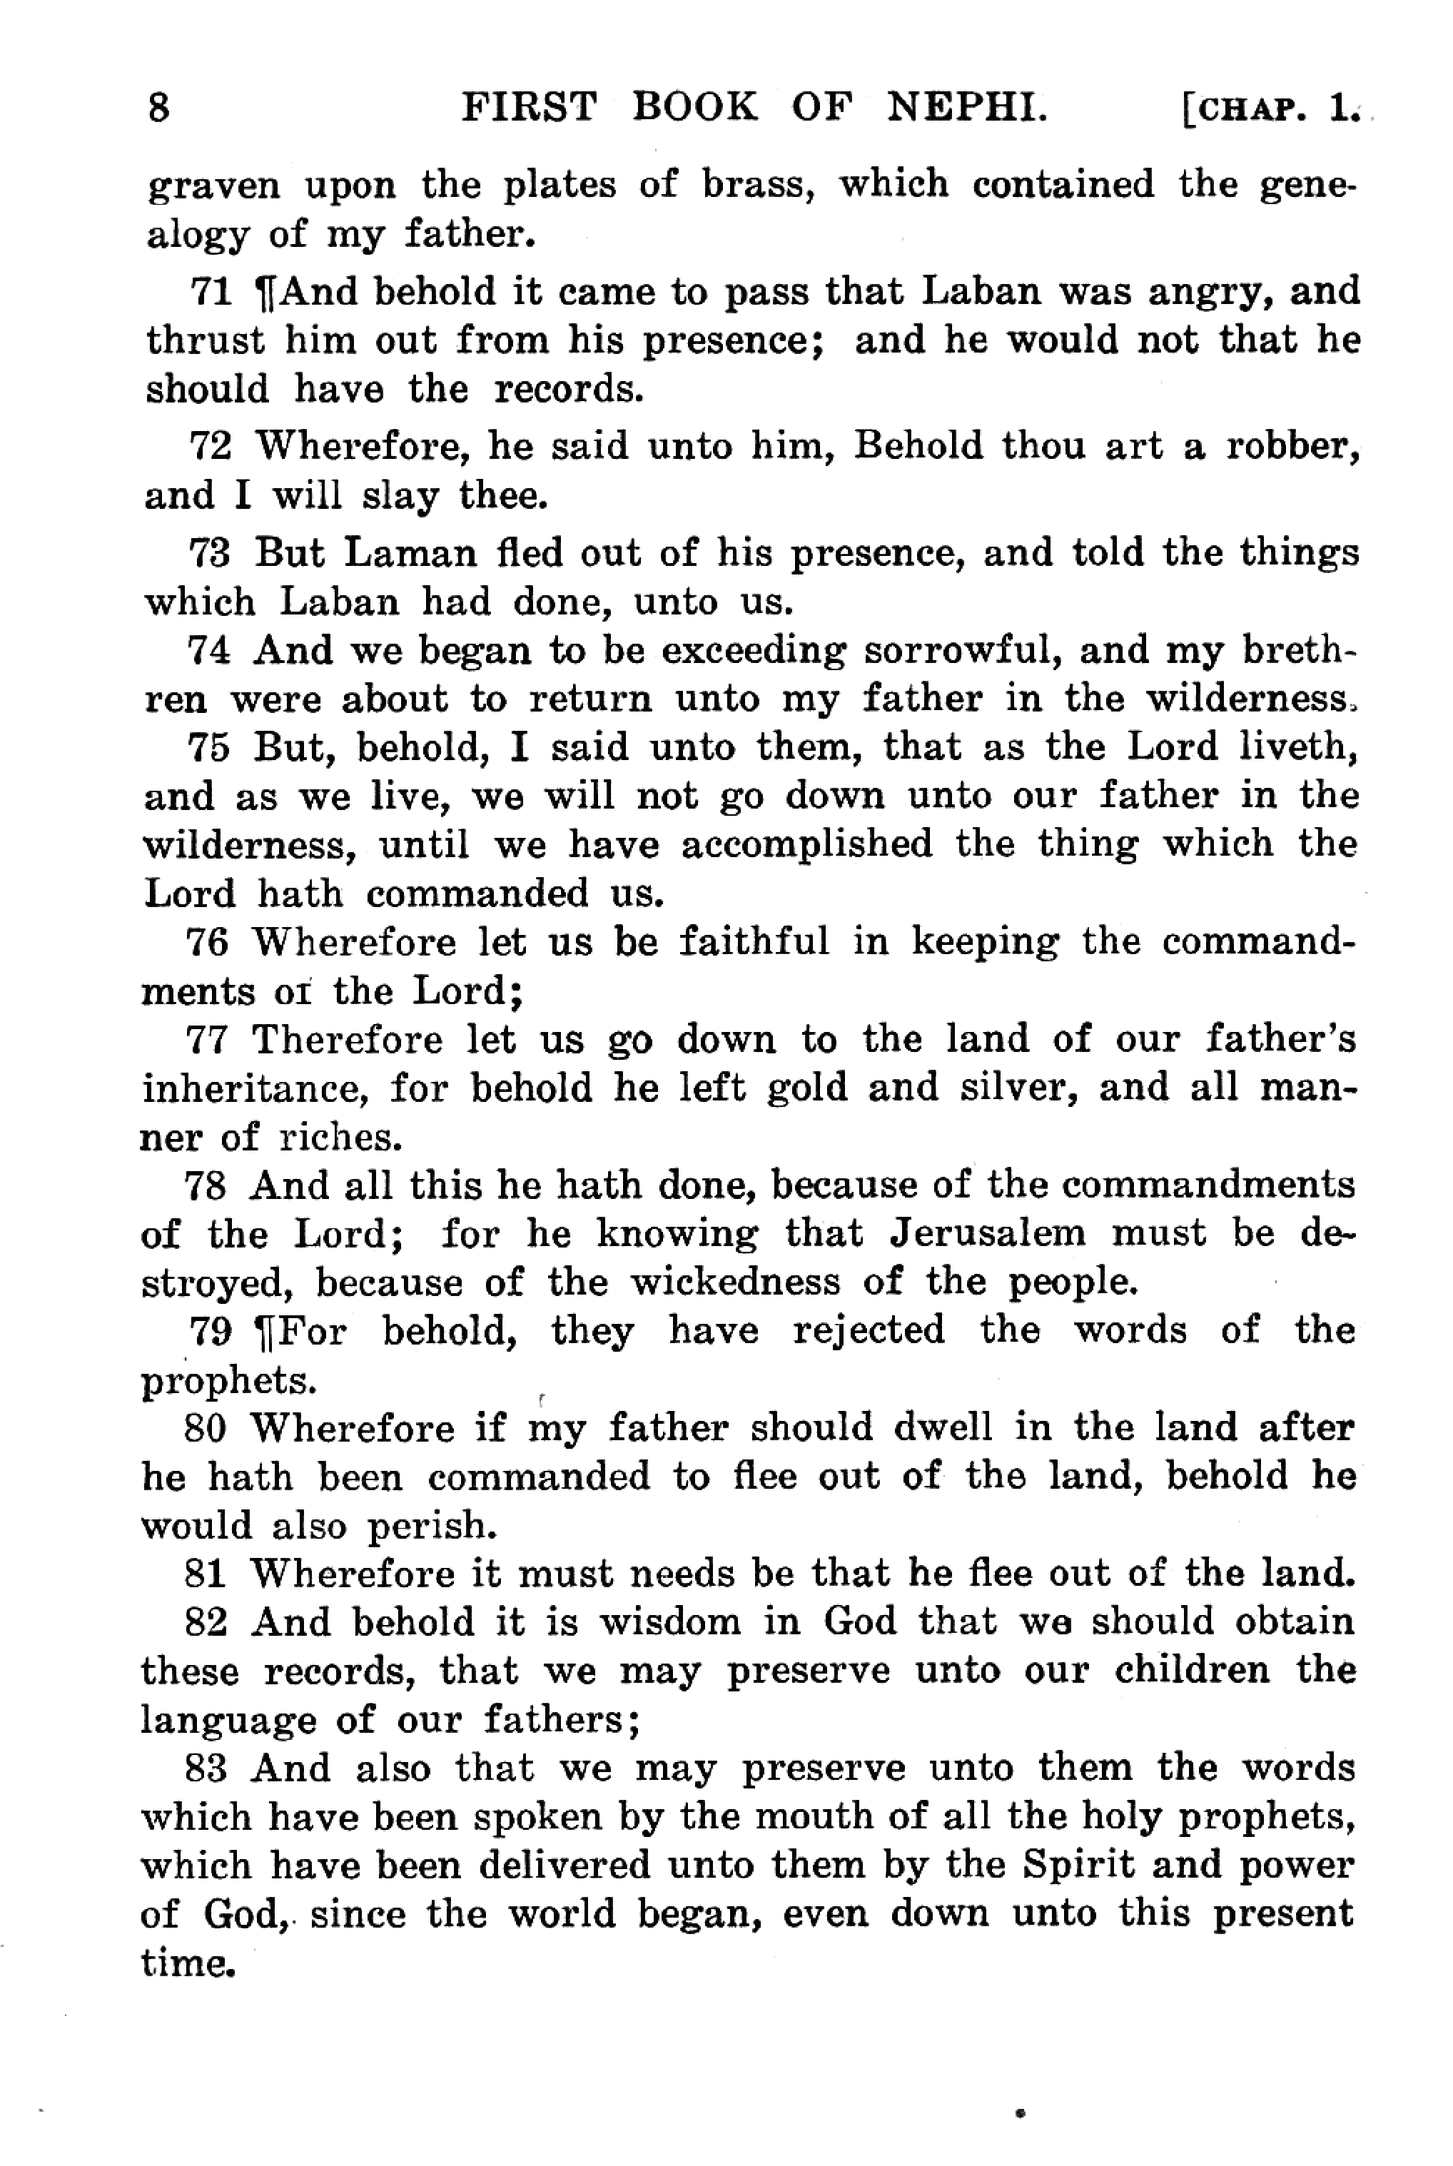 8 FIRST BOOK OF NEPHI. [CHAP. 1.
graven upon the plates of brass, which contained the gene-
alogy of my father.
71 ¶And behold it came to pass that Laban was angry, and
thrust him out from his presence; and he would not that he
should have the records.
72 Wherefore, he said unto him, Behold thou art a robber,
and I will slay thee.
73 But Laman fled out of his presence, and told the things
which Laban had done, unto us.
74 And we began to be exceeding sorrowful, and my breth-
ren were about to return unto my father in the wilderness.
75 But, behold, I said unto them, that as the Lord liveth,
and as we live, we will not go down unto our father in the
wilderness, until we have accomplished the thing which the
Lord hath commanded us.
76 Wherefore let us be faithful in keeping the command-
ments of the Lord;
77 Therefore let us go down to the land of our father's
inheritance, for behold he left gold and silver, and all man-
ner of riches.
78 And all this he hath done, because of the commandments
of the Lord; for he knowing that Jerusalem must be de-
stroyed, because of the wickedness of the people.
79 ¶For behold, they have rejected the words of the
prophets.
80 Wherefore if my father should dwell in the land after
he hath been commanded to flee out of the land, behold he
would also perish.
81 Wherefore it must needs be that he flee out of the land.
82 And behold it is wisdom in God that we should obtain
these records, that we may preserve unto our children the
language of our fathers;
83 And also that we may preserve unto them the words
which have been spoken by the mouth of all the holy prophets,
which have been delivered unto them by the Spirit and power
of God, since the world began, even down unto this present
time.